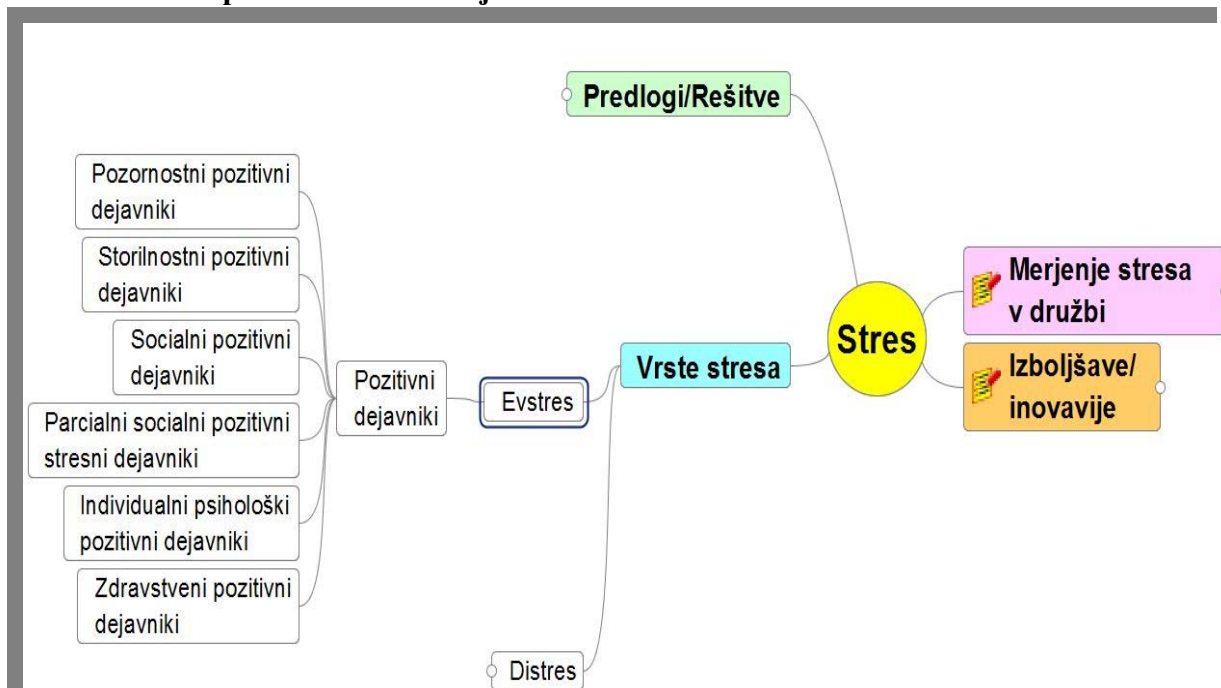 Predlogi/Rešitve
Pozornostni pozitivni
dejavniki
Storilnostni pozitivni
dejavniki
Socialni pozitivni
dejavniki
Parcialni socialni pozitivni
stresni dejavniki
Individualni psihološki
pozitivni dejavniki
Zdravstveni pozitivni
dejavniki
Pozitivni
dejavniki
Evstres
Distres
Vrste stresa
Stres
Merjenje stresa
v družbi
Izboljšave/
inovavije